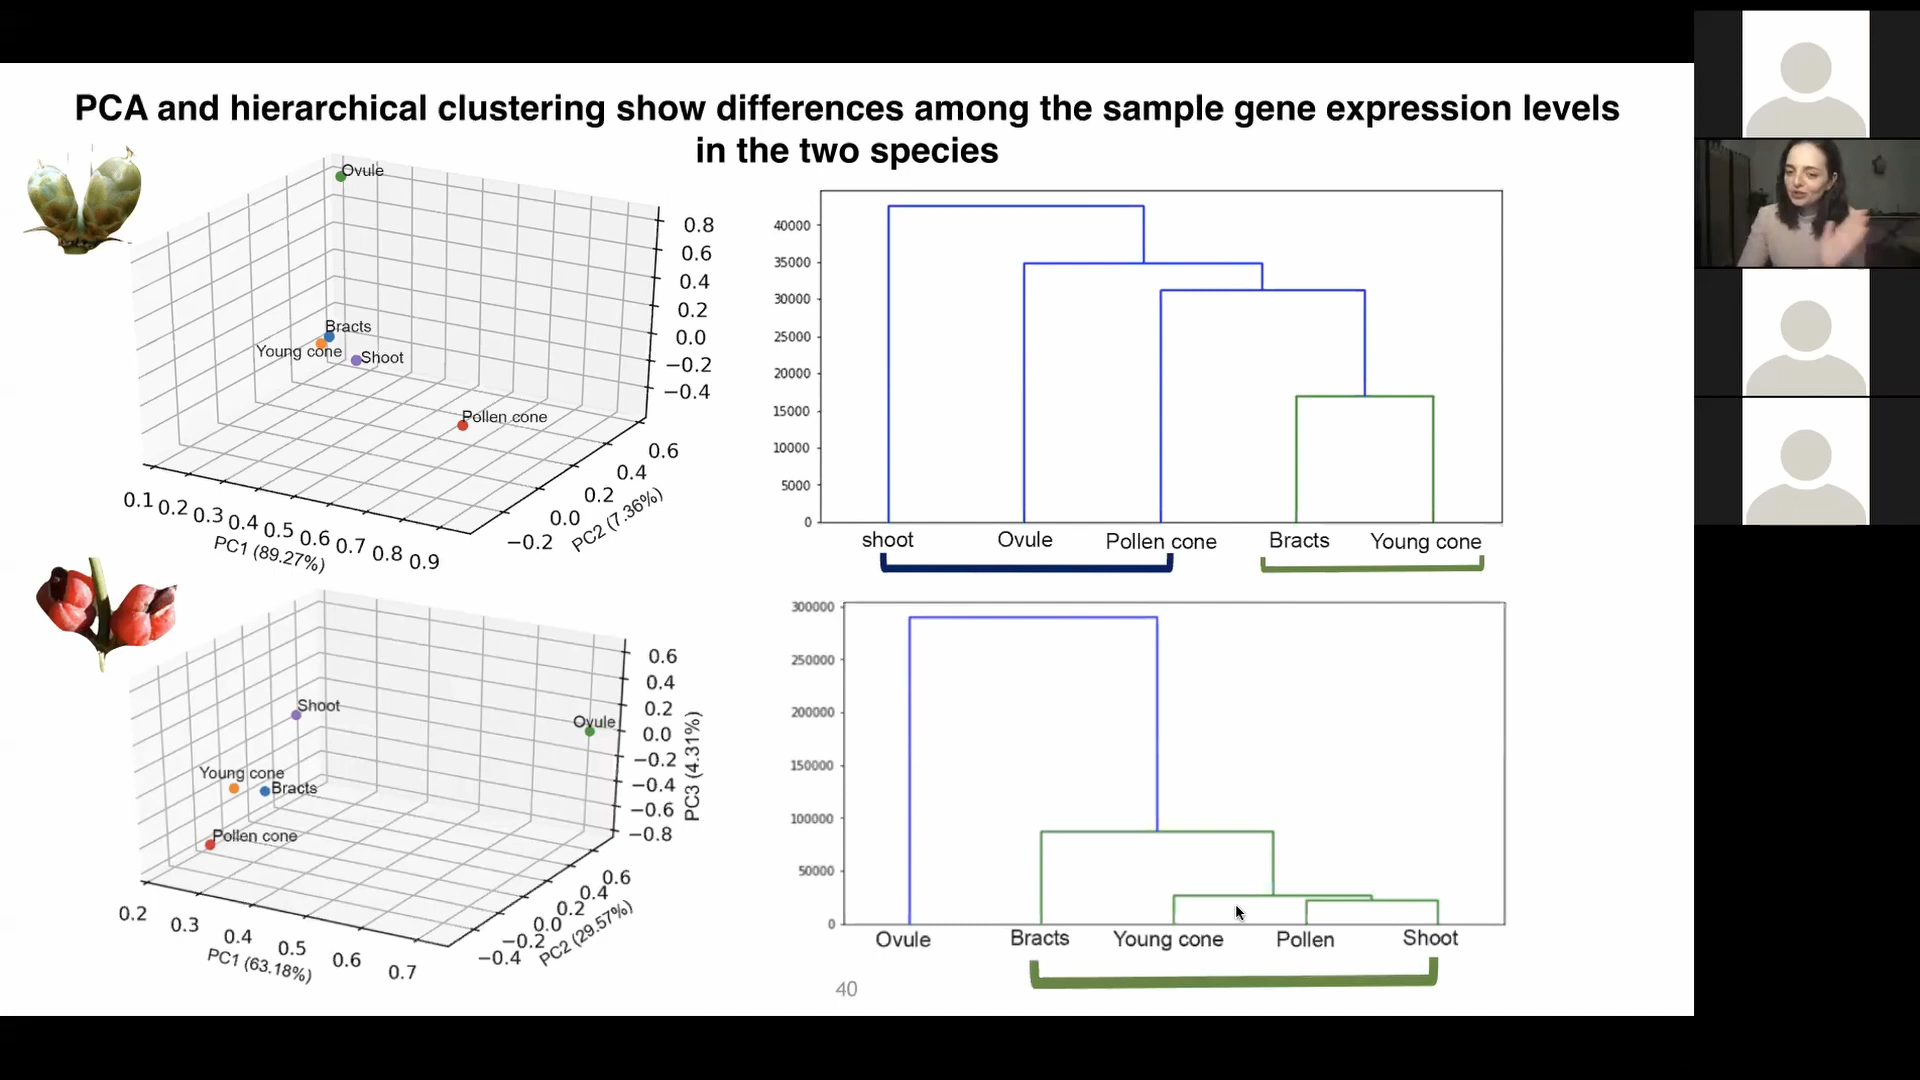 PCA and hierarchical clustering show differences among the sample gene expression levels
in the two species
Ovule
Bracts
Young cone
Shoot
Pollen cone
0.8
0.6
0.4
0.2
0.0
−0.2
−0.4
0.6
0.4
0.2
0.0
−0.2
PC2 (7.36%)
0.1 0.2 0.3 0.4 0.5 0.6 0.7 0.8 0.9
PC1 (89.27%)
40000
35000
30000
25000
20000
15000
10000
5000
0
shoot Ovule Pollen cone Bracts Young cone
Shoot
Ovule
Young cone
Bracts
Pollen cone
0.6
0.4
0.2
0.0
−0.2
−0.4
−0.6
−0.8
PC3 (4.31%)
0.6
0.4
0.2
0.0
−0.2
−0.4
PC2 (29.57%)
0.2 0.3 0.4 0.5 0.6 0.7
PC1 (63.18%)
300000
250000
200000
150000
100000
50000
0
Ovule Bracts Young cone Pollen Shoot
40